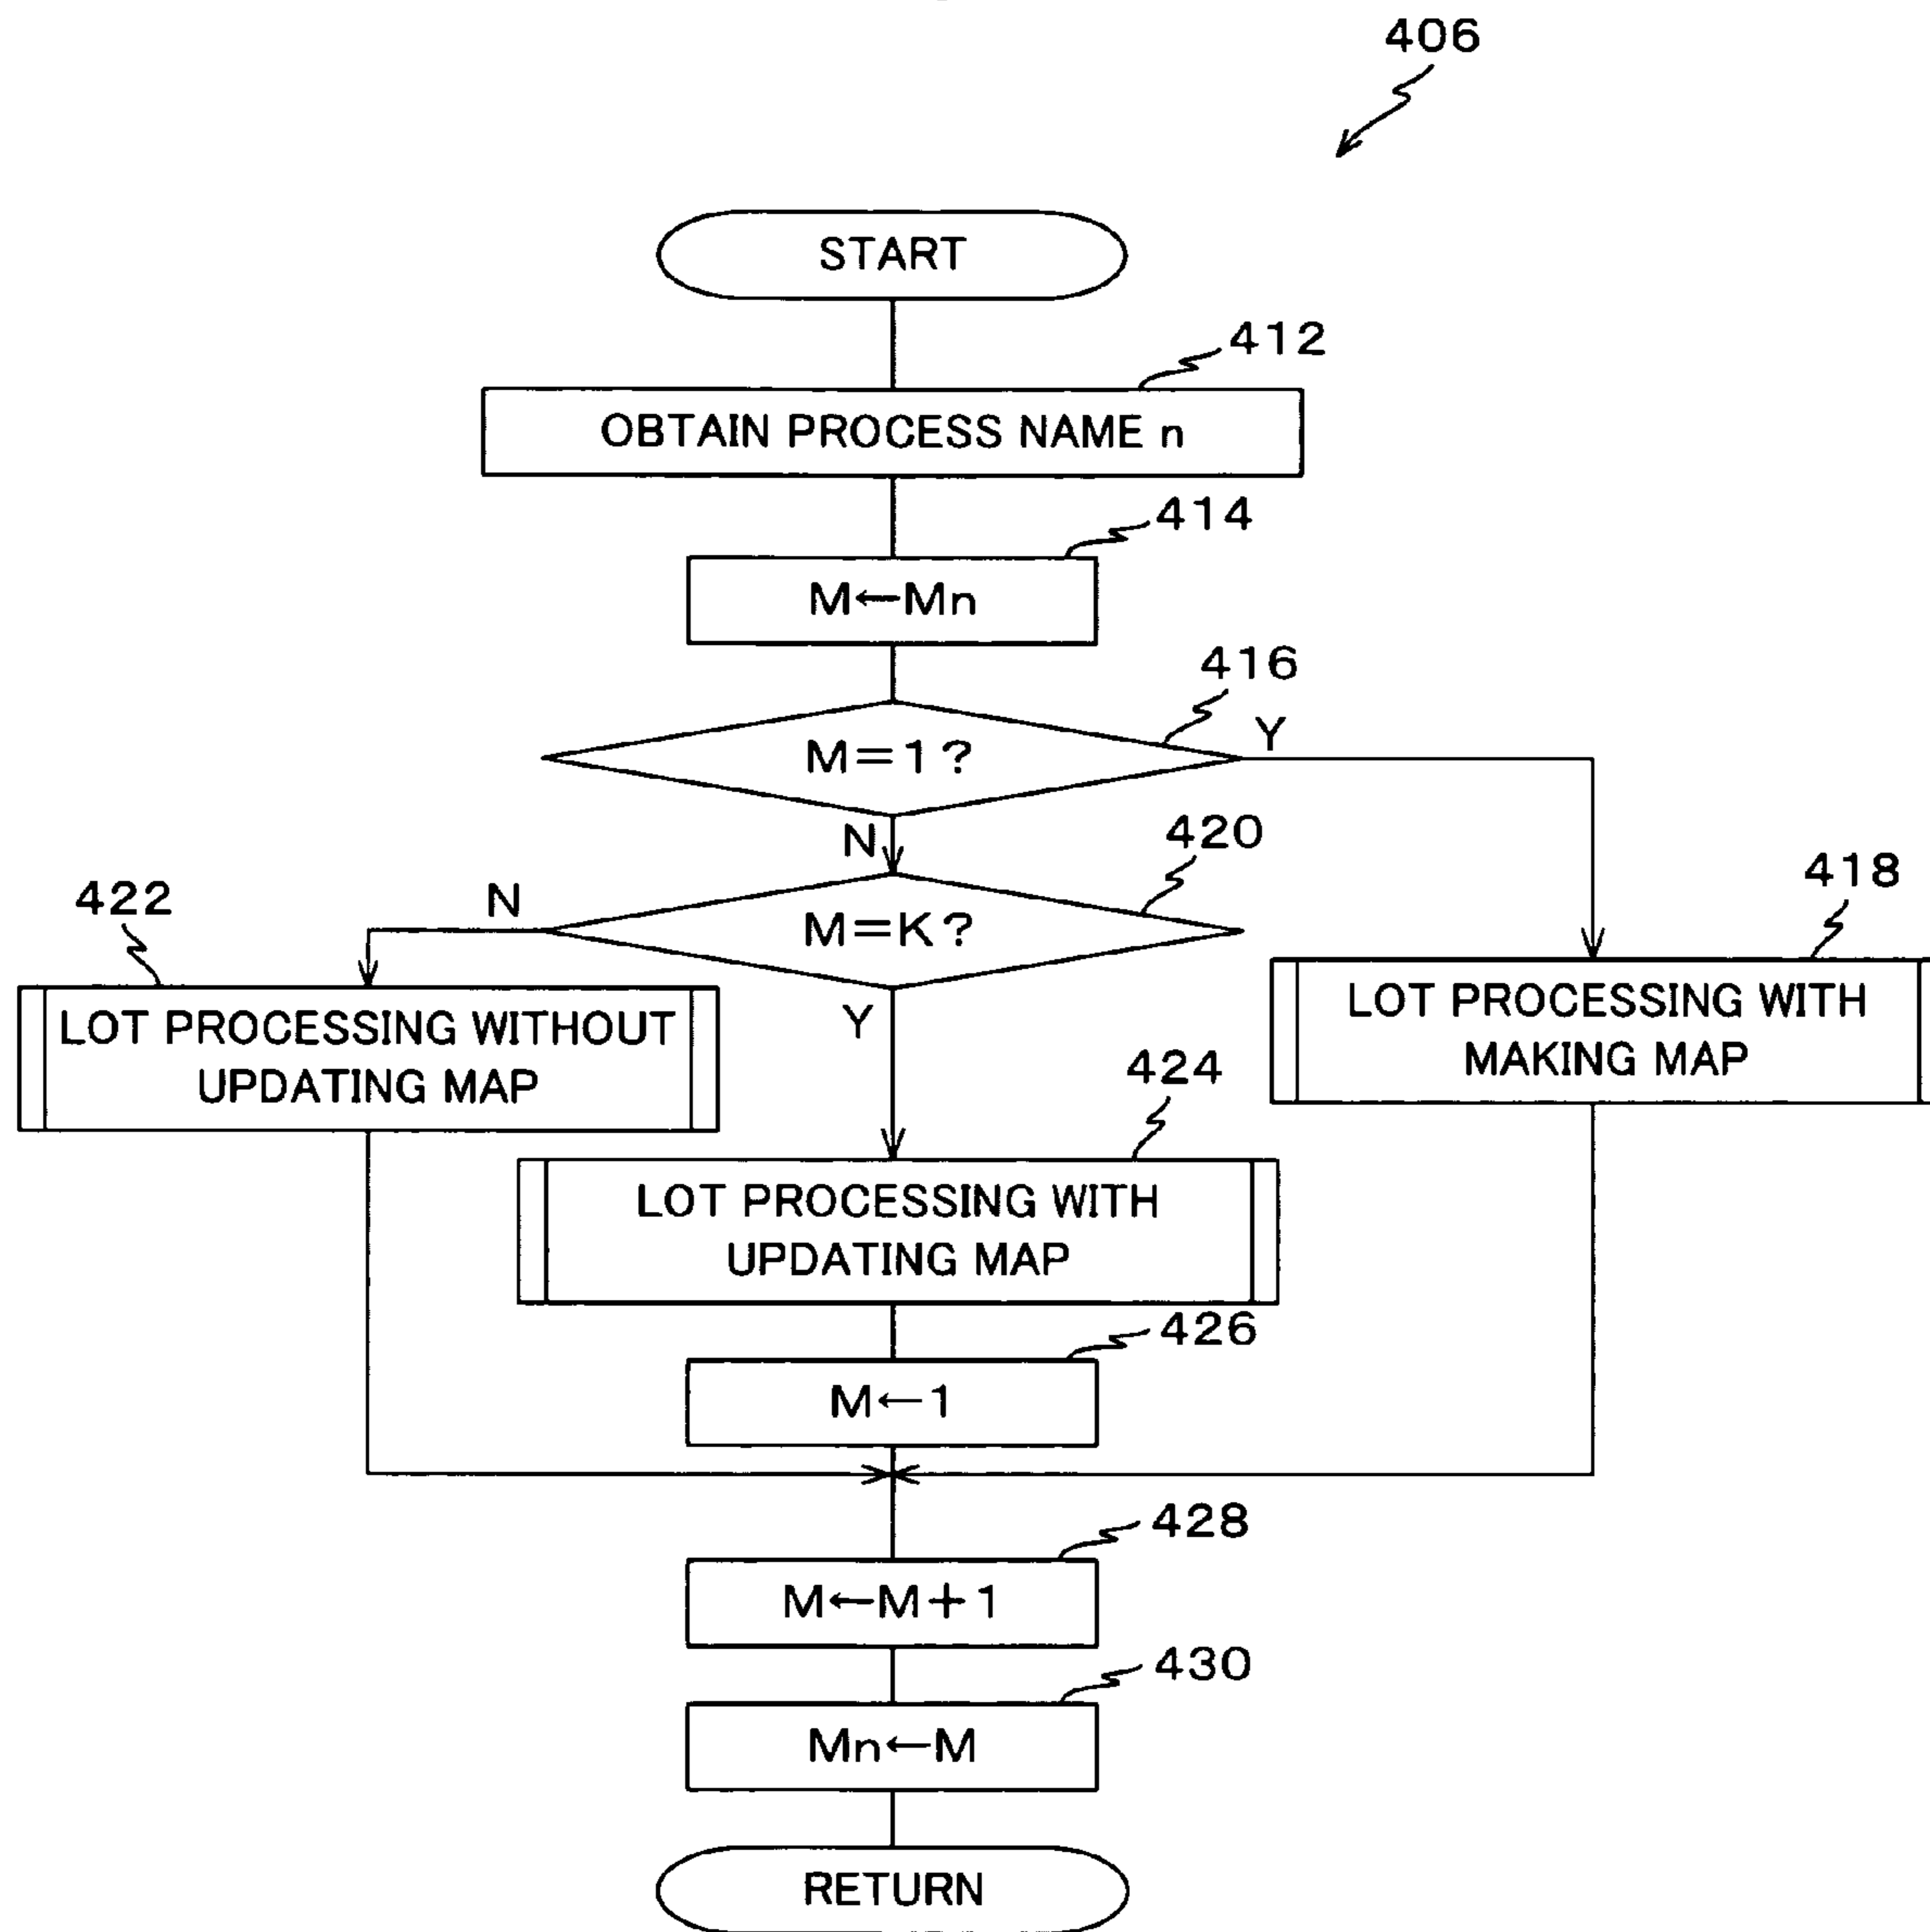 406
START
412
OBTAIN PROCESS NAME n
414
M←Mn
416
M=1?
Y
N
420
M=K?
N
Y
422
LOT PROCESSING WITHOUT
UPDATING MAP
418
LOT PROCESSING WITH
MAKING MAP
424
LOT PROCESSING WITH
UPDATING MAP
426
M←1
428
M←M+1
430
Mn←M
RETURN